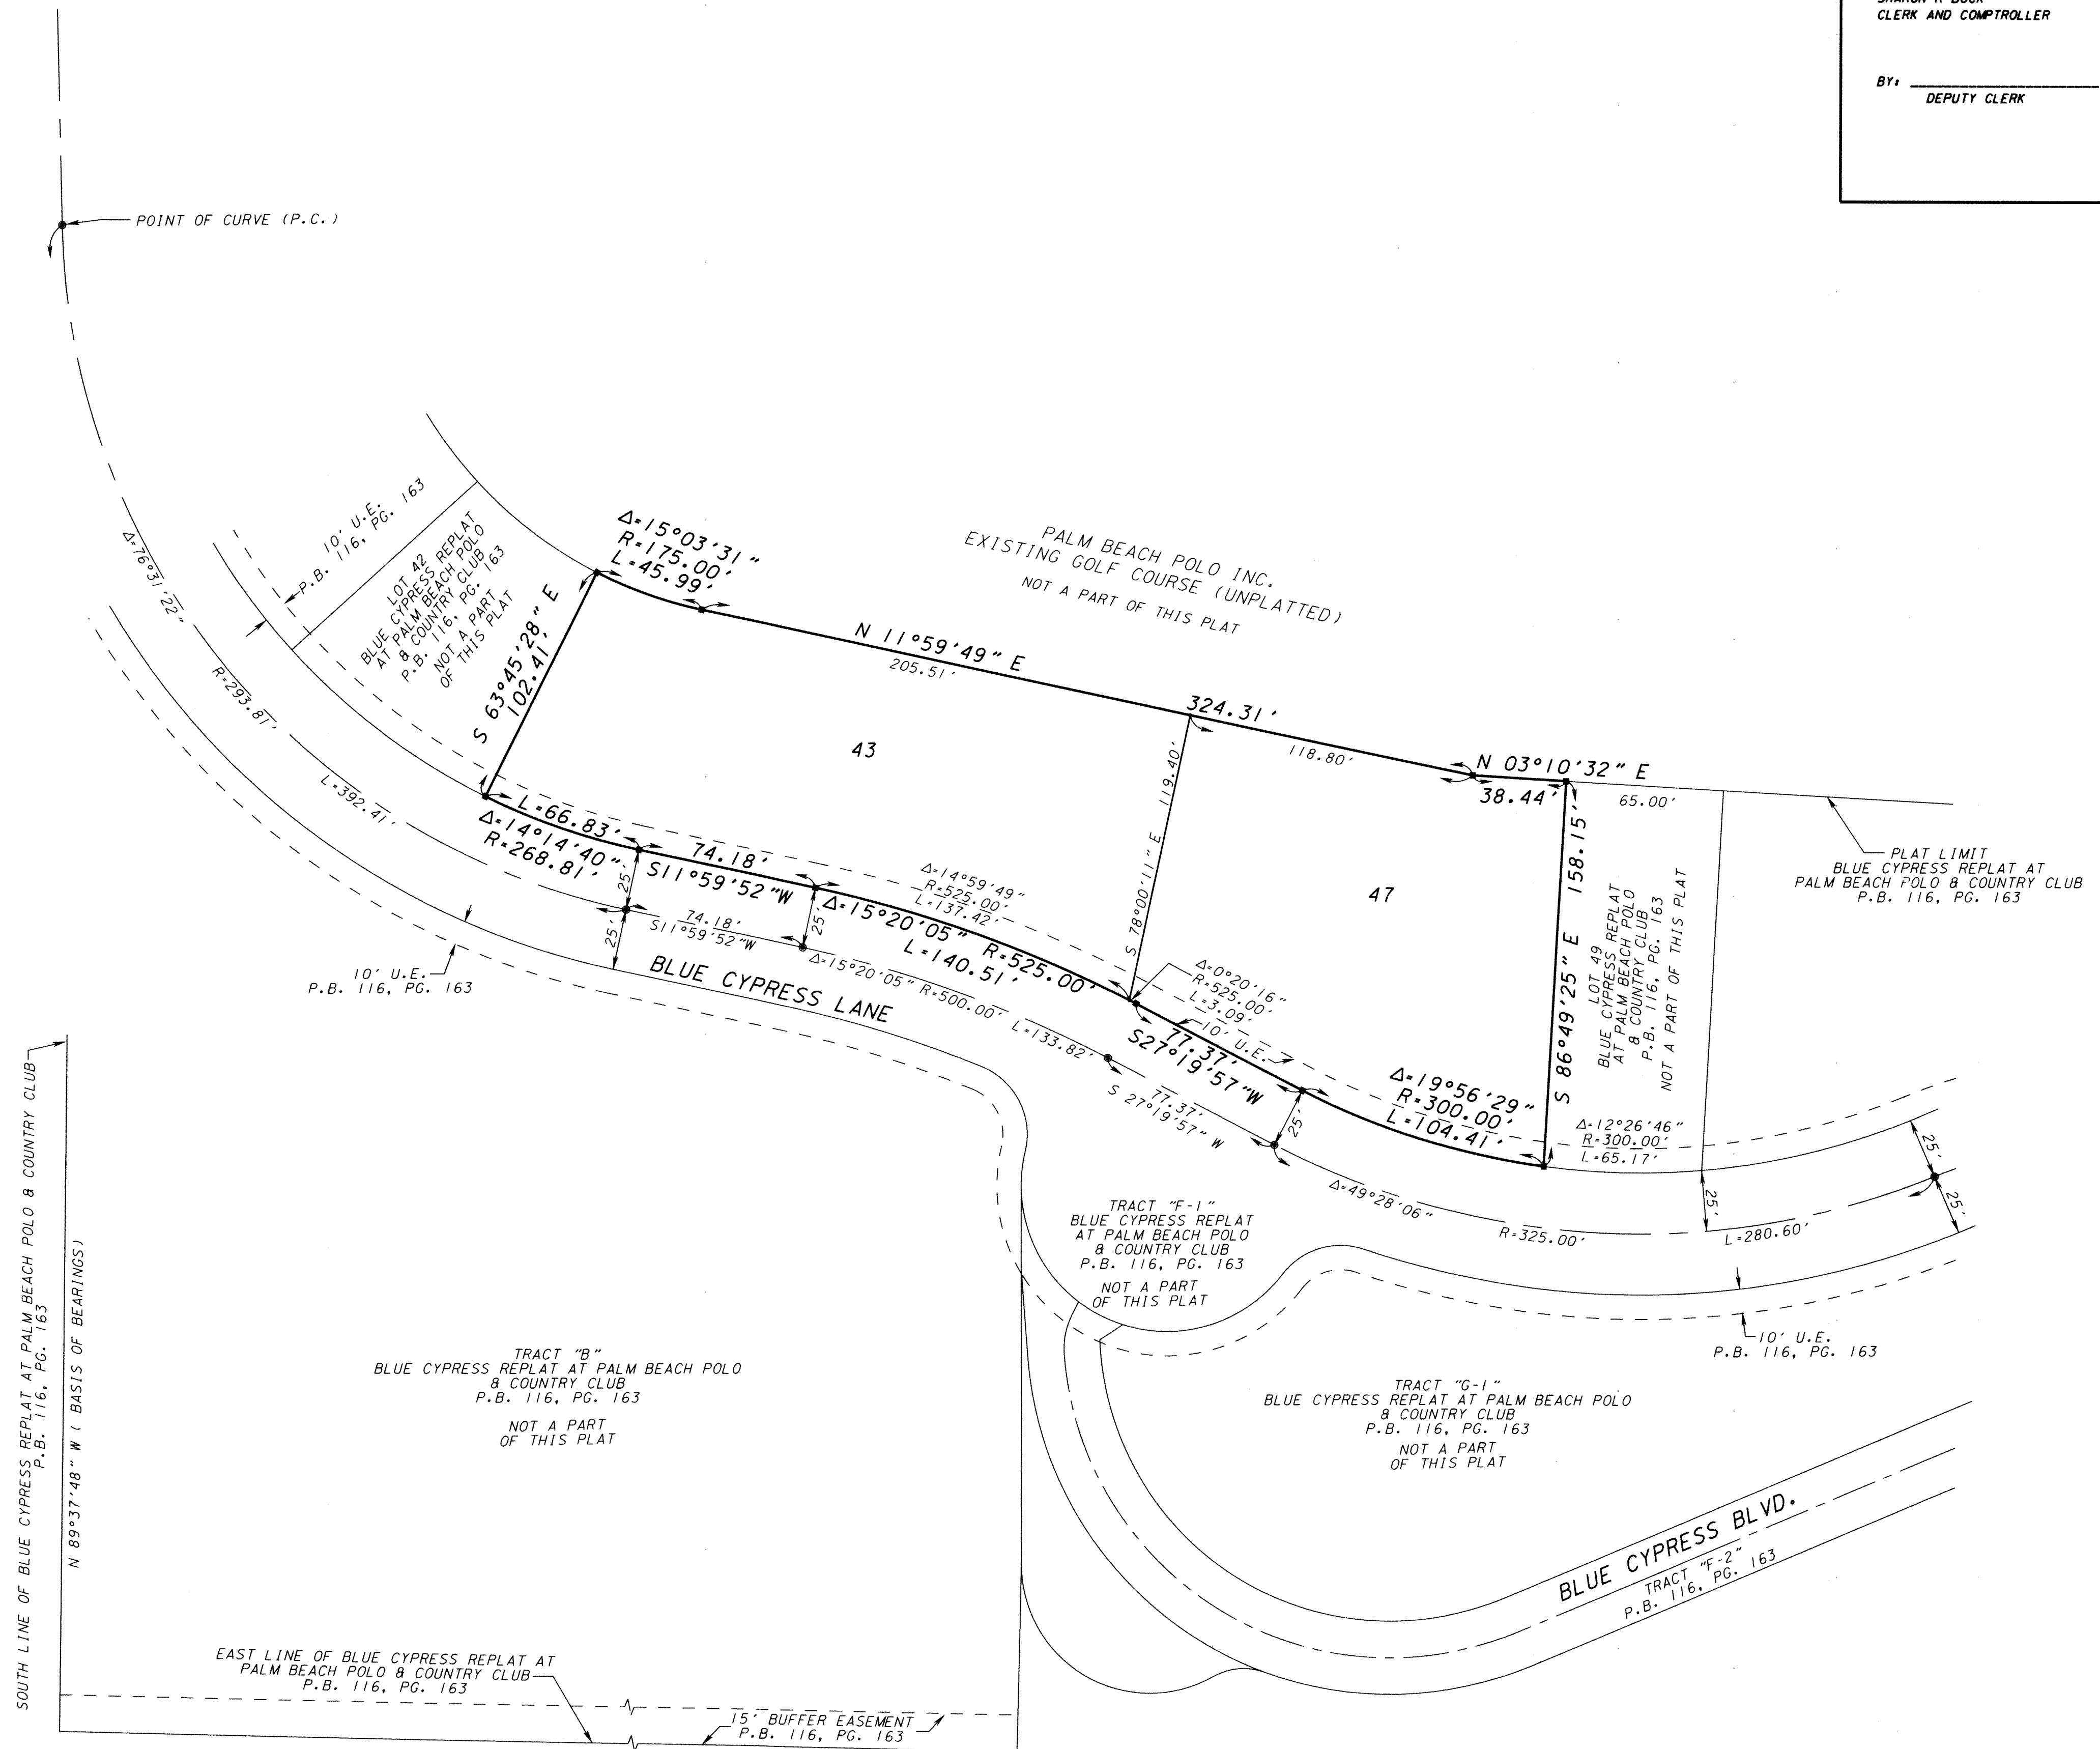 CLERK AND COMPTROLLER
BY:
DEPUTY CLERK
POINT OF CURVE (P.C.)
Δ=76°31'22"
R=293.81'
L=392.41'
10' U.E.
P.B. 116, PG. 163
LOT 42
BLUE CYPRESS REPLAT
AT PALM BEACH POLO
& COUNTRY CLUB
P.B. 116, PG. 163
NOT A PART
OF THIS PLAT
S 63°45'28" E
102.41'
Δ=15°03'31"
R=175.00'
L=45.99'
PALM BEACH POLO INC.
EXISTING GOLF COURSE (UNPLATTED)
NOT A PART OF THIS PLAT
N 11°59'49" E
205.51'
324.31'
118.80'
N 03°10'32" E
38.44'
65.00'
43
S 78°00'11" E 119.40'
47
S 86°49'25" E 158.15'
LOT 49
BLUE CYPRESS REPLAT
AT PALM BEACH POLO
& COUNTRY CLUB
P.B. 116, PG. 163
NOT A PART OF THIS PLAT
PLAT LIMIT
BLUE CYPRESS REPLAT AT
PALM BEACH POLO & COUNTRY CLUB
P.B. 116, PG. 163
L=66.83'
Δ=14°14'40"
R=268.81'
74.18'
S11°59'52"W
25'
25'
74.18'
S11°59'52"W
25'
Δ=14°59'49"
R=525.00'
L=137.42'
Δ=15°20'05" R=525.00'
L=140.51'
Δ=15°20'05" R=500.00' L=133.82'
BLUE CYPRESS LANE
10' U.E.
P.B. 116, PG. 163
Δ=0°20'16"
R=525.00'
L=3.09'
10' U.E.
77.37'
S27°19'57"W
77.37'
S 27°19'57" W
25'
Δ=19°56'29"
R=300.00'
L=104.41'
Δ=12°26'46"
R=300.00'
L=65.17'
Δ=49°28'06"
R=325.00'
L=280.60'
25'
25'
25'
10' U.E.
P.B. 116, PG. 163
TRACT "F-1"
BLUE CYPRESS REPLAT
AT PALM BEACH POLO
& COUNTRY CLUB
P.B. 116, PG. 163
NOT A PART
OF THIS PLAT
SOUTH LINE OF BLUE CYPRESS REPLAT AT PALM BEACH POLO & COUNTRY CLUB
P.B. 116, PG. 163
N 89°37'48" W ( BASIS OF BEARINGS)
TRACT "B"
BLUE CYPRESS REPLAT AT PALM BEACH POLO
& COUNTRY CLUB
P.B. 116, PG. 163
NOT A PART
OF THIS PLAT
TRACT "G-1"
BLUE CYPRESS REPLAT AT PALM BEACH POLO
& COUNTRY CLUB
P.B. 116, PG. 163
NOT A PART
OF THIS PLAT
BLUE CYPRESS BLVD.
TRACT "F-2"
P.B. 116, PG. 163
EAST LINE OF BLUE CYPRESS REPLAT AT
PALM BEACH POLO & COUNTRY CLUB
P.B. 116, PG. 163
15' BUFFER EASEMENT
P.B. 116, PG. 163